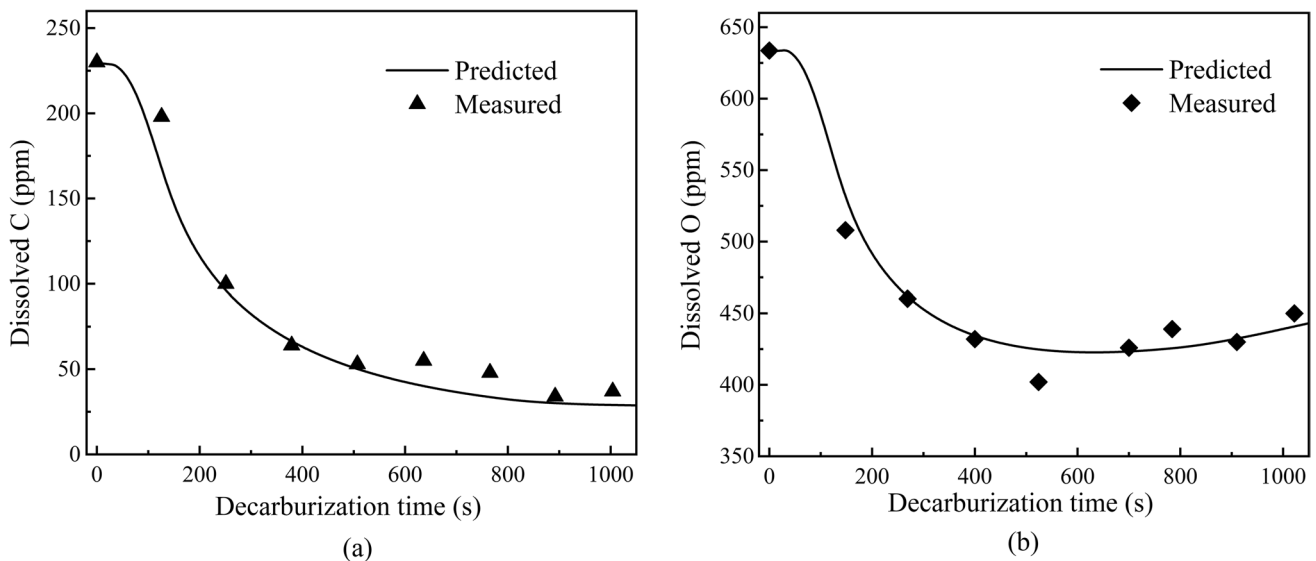 250
200
150
100
50
0
Dissolved C (ppm)
Predicted
Measured
0 200 400 600 800 1000
Decarburization time (s)
(a)
650
600
550
500
450
400
350
Dissolved O (ppm)
Predicted
Measured
0 200 400 600 800 1000
Decarburization time (s)
(b)